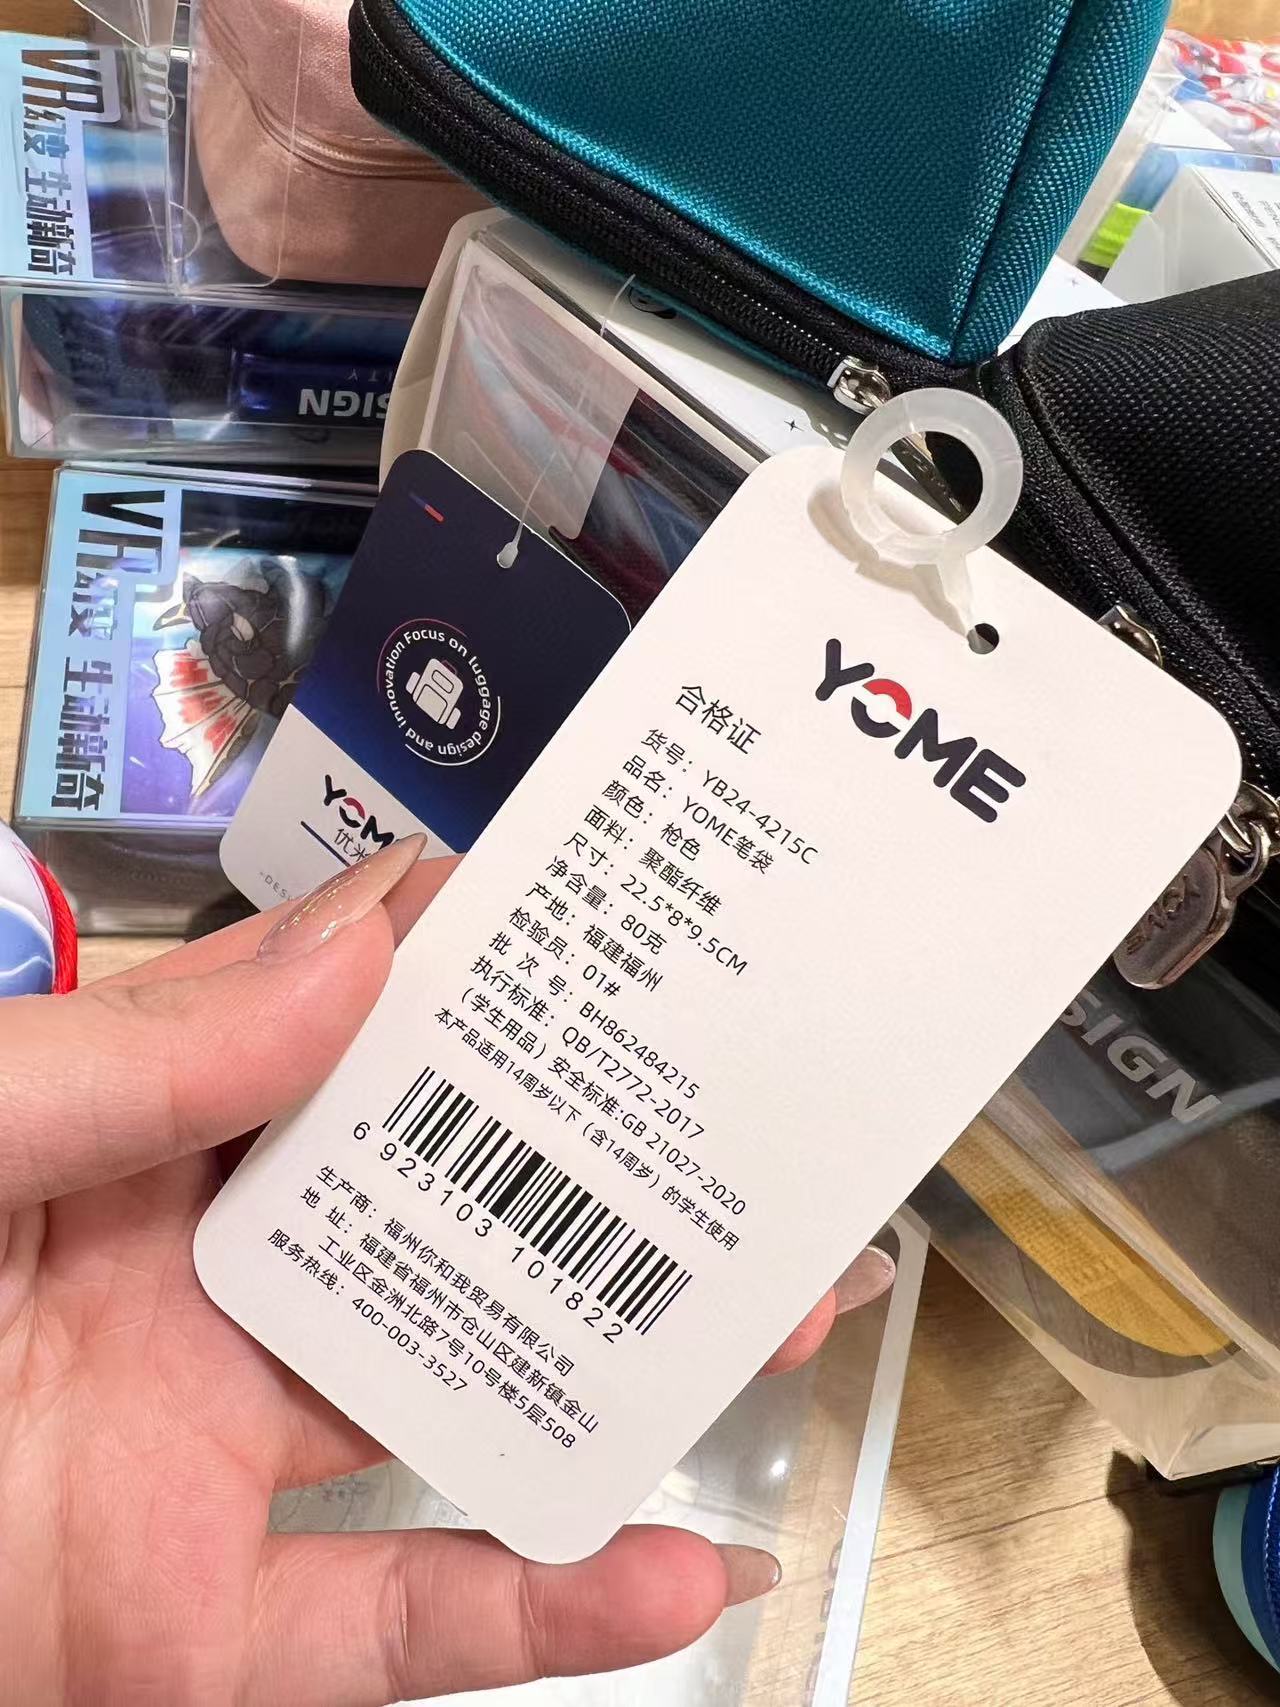 YOME
合格证
货号：YB24-4215C
品名：YOME笔袋
颜色：枪色
面料：聚酯纤维
尺寸：22.5*8*9.5CM
净含量：80克
产地：福建福州
检验员：01#
批 次 号：BH862484215
执行标准：QB/T2772-2017
（学生用品）安全标准:GB 21027-2020
本产品适用14周岁以下（含14周岁）的学生使用
6 923103 101822
生产商：福州你和我贸易有限公司
地 址：福建省福州市仓山区建新镇金山
工业区金洲北路7号10号楼5层508
服务热线：400-003-3527
Focus on luggage design and innovation
YOM
优米
VR级 生动新奇
VR级 生动新奇
SIGN
SIGN